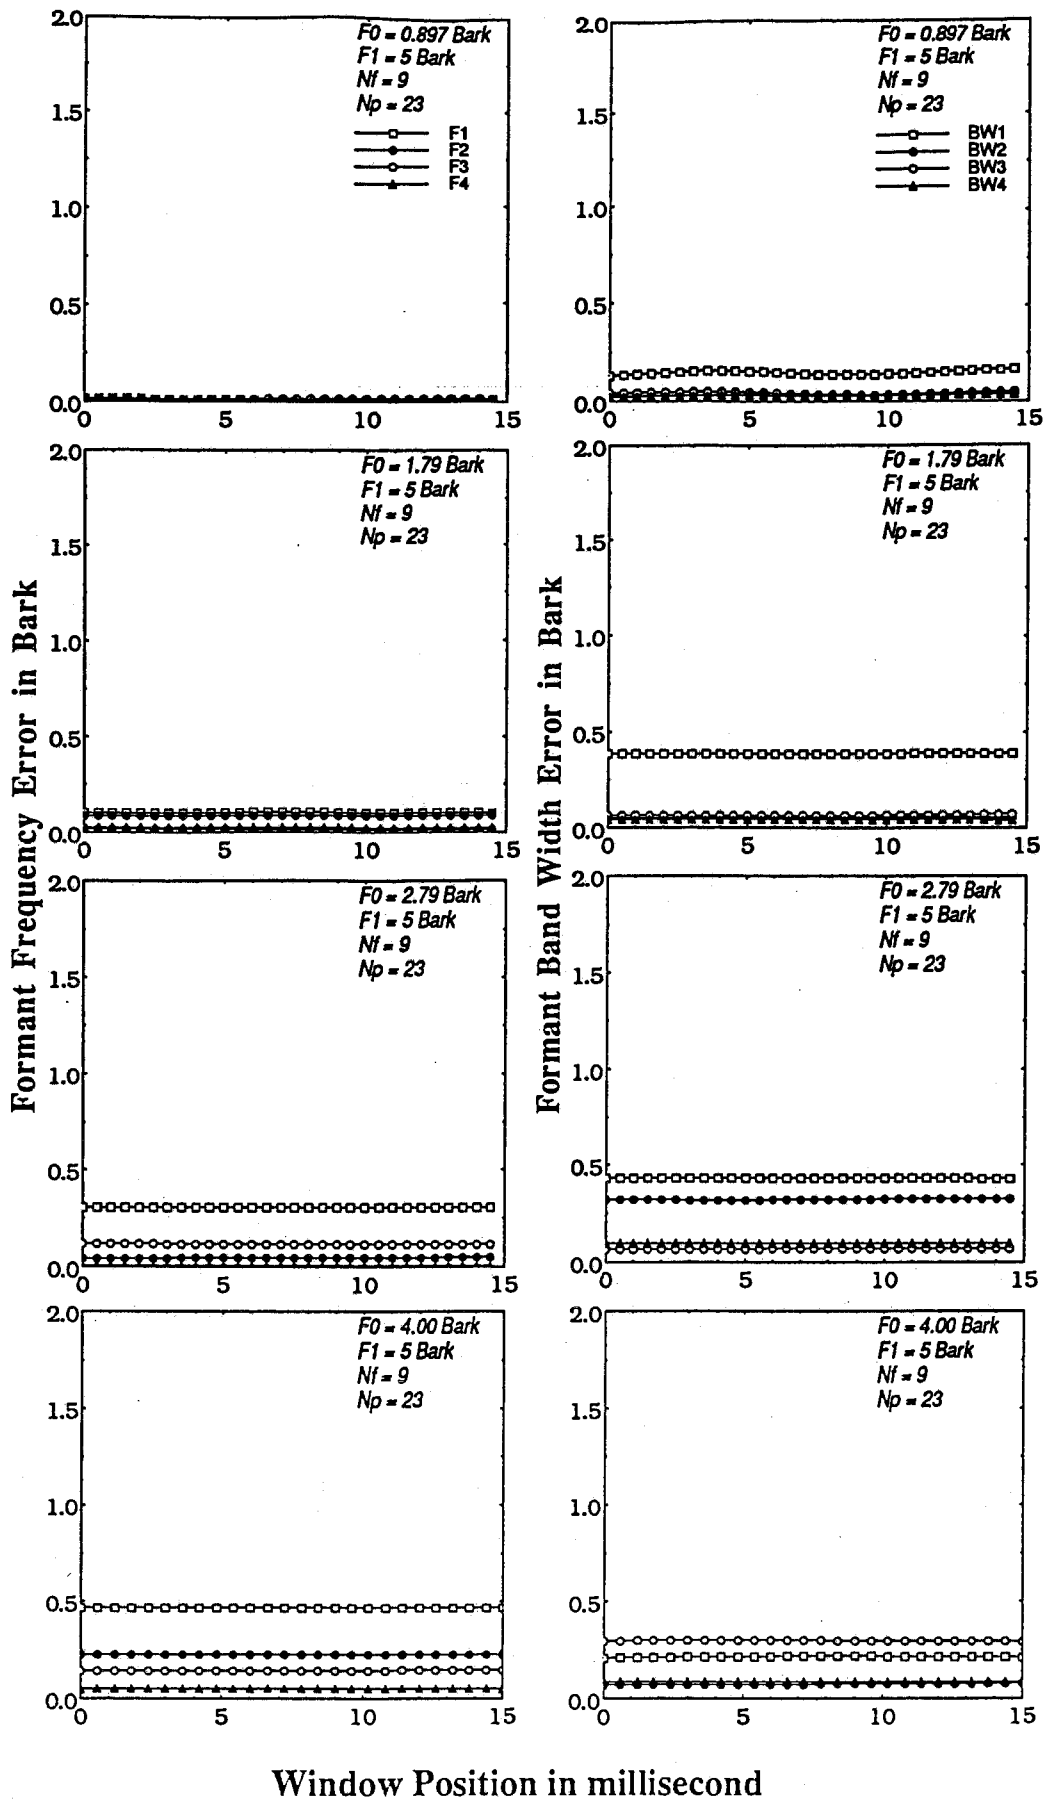 2.0
1.5
1.0
0.5
0.0
0
5
10
15
F0 = 0.897 Bark
F1 = 5 Bark
Nf = 9
Np = 23
F1
F2
F3
F4
2.0
1.5
1.0
0.5
0.0
0
5
10
15
F0 = 0.897 Bark
F1 = 5 Bark
Nf = 9
Np = 23
BW1
BW2
BW3
BW4
2.0
1.5
1.0
0.5
0.0
0
5
10
15
F0 = 1.79 Bark
F1 = 5 Bark
Nf = 9
Np = 23
2.0
1.5
1.0
0.5
0.0
0
5
10
15
F0 = 1.79 Bark
F1 = 5 Bark
Nf = 9
Np = 23
Formant Frequency Error in Bark
Formant Band Width Error in Bark
2.0
1.5
1.0
0.5
0.0
0
5
10
15
F0 = 2.79 Bark
F1 = 5 Bark
Nf = 9
Np = 23
2.0
1.5
1.0
0.5
0.0
0
5
10
15
F0 = 2.79 Bark
F1 = 5 Bark
Nf = 9
Np = 23
2.0
1.5
1.0
0.5
0.0
0
5
10
15
F0 = 4.00 Bark
F1 = 5 Bark
Nf = 9
Np = 23
2.0
1.5
1.0
0.5
0.0
0
5
10
15
F0 = 4.00 Bark
F1 = 5 Bark
Nf = 9
Np = 23
Window Position in millisecond